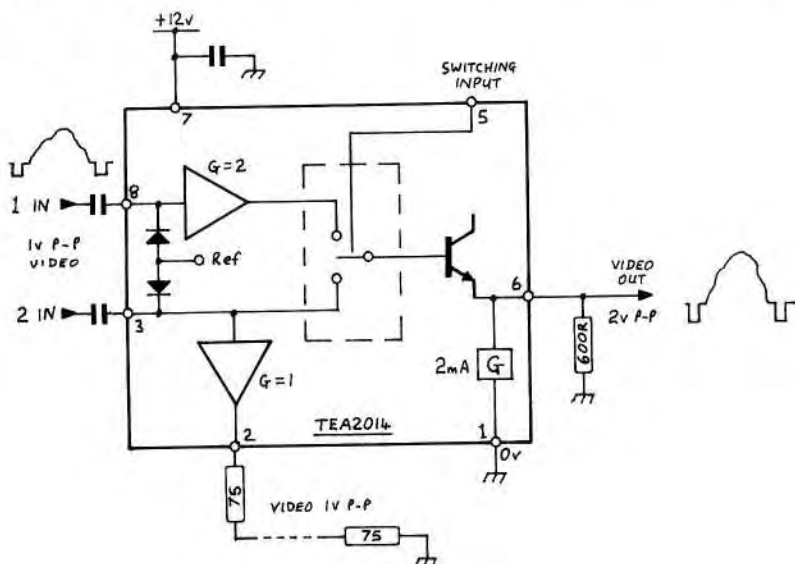 +12v
7
SWITCHING
INPUT
5
G=2
8
1 IN
1v P-P
VIDEO
Ref
2 IN
3
G=1
6
VIDEO
OUT
2v P-P
600R
2mA
G
TEA2014
1
0v
2
75
VIDEO 1v P-P
75